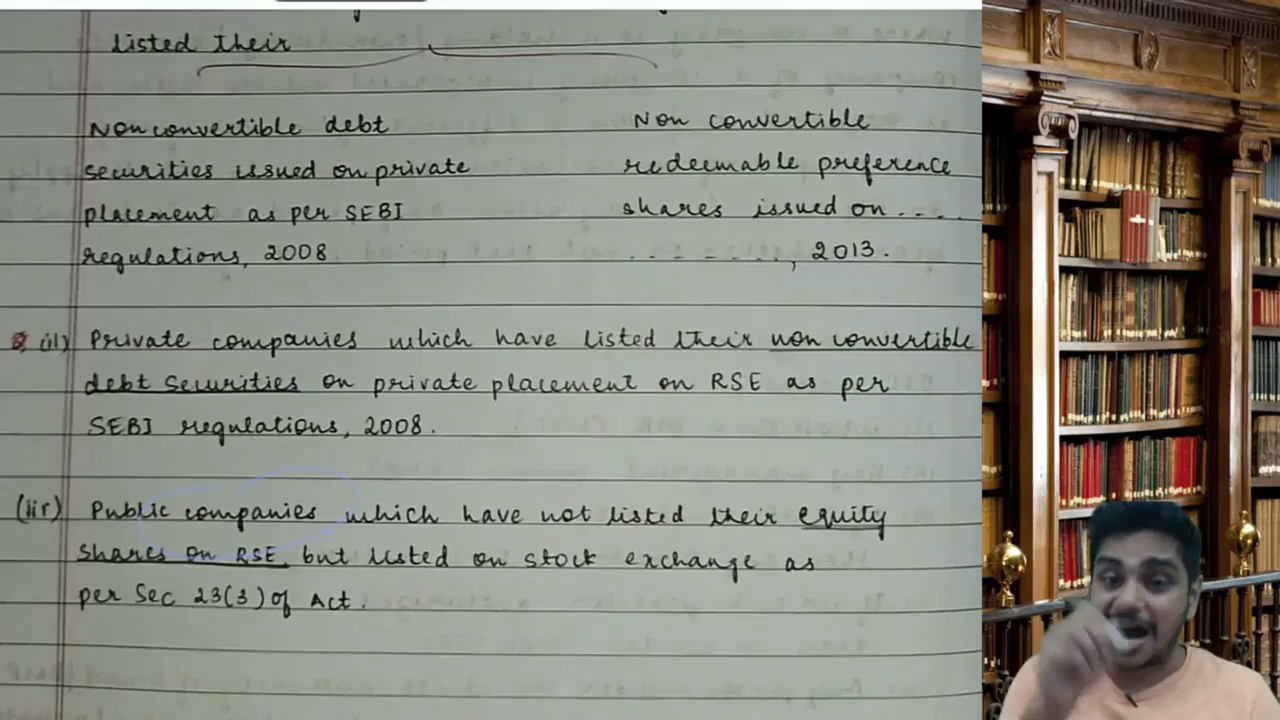 listed their
Non convertible debt
securities issued on private
placement as per SEBI
regulations, 2008
Non convertible
redeemable preference
shares issued on ....
, 2013.
ii) Private companies which have listed their non convertible
debt securities on private placement on RSE as per
SEBI regulations, 2008.
(iii) Public companies which have not listed their equity
shares on RSE, but listed on stock exchange as
per Sec 23(3) of Act.